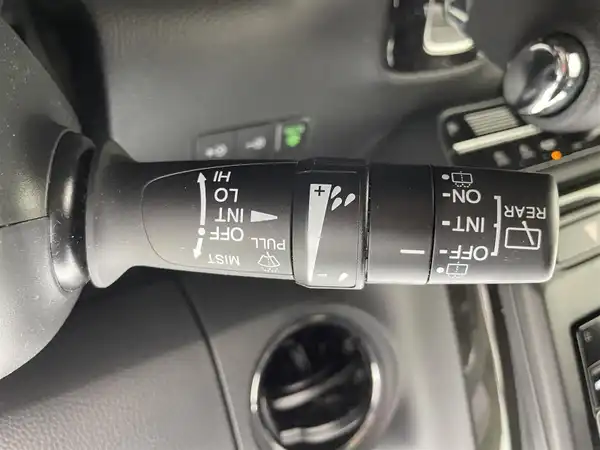 HI
LO
INT
OFF
MIST
PULL
+
-
ON
INT
OFF
REAR